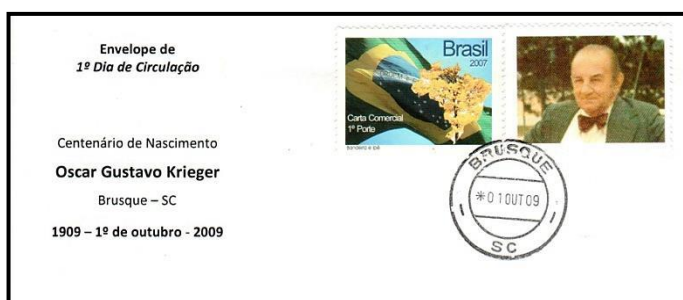 Envelope de
1º Dia de Circulação
Centenário de Nascimento
Oscar Gustavo Krieger
Brusque – SC
1909 – 1º de outubro - 2009
Brasil
2007
Carta Comercial
1º Porte
BRUSQUE
*01OUT09
SC